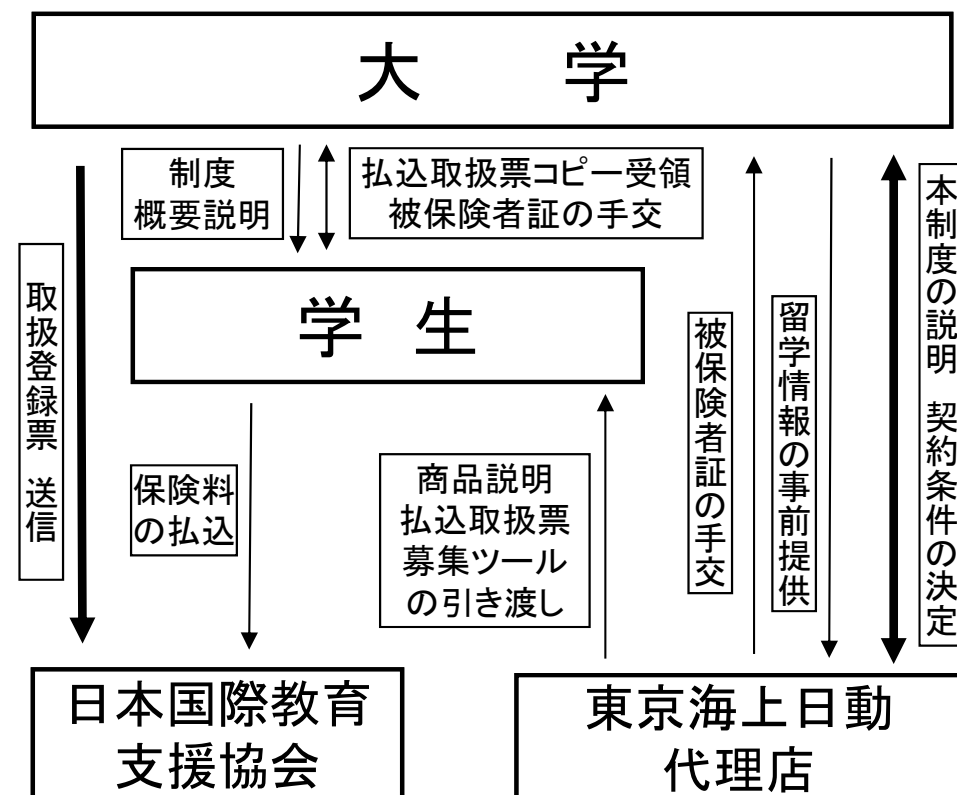 大　学
制度
概要説明
払込取扱票コピー受領
被保険者証の手交
取扱登録票　送信
学　生
被保険者証の手交
留学情報の事前提供
本制度の説明　契約条件の決定
保険料
の払込
商品説明
払込取扱票
募集ツール
の引き渡し
日本国際教育
支援協会
東京海上日動
代理店